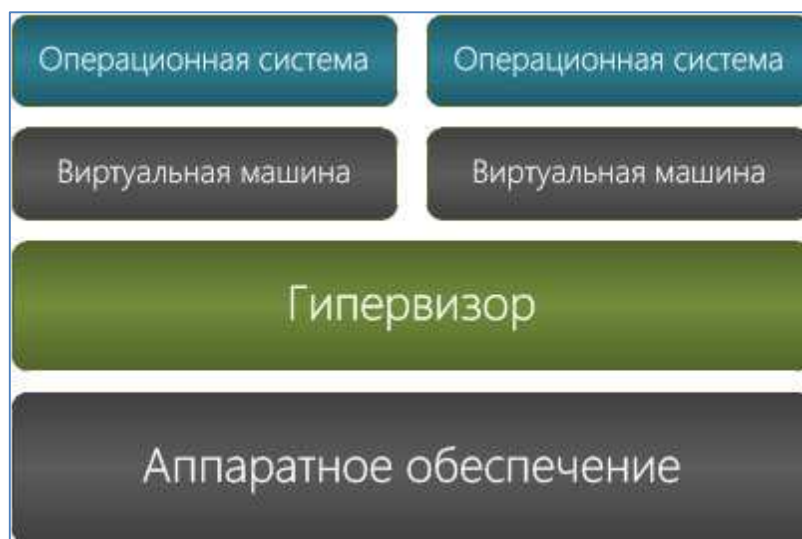 Операционная система
Операционная система
Виртуальная машина
Виртуальная машина
Гипервизор
Аппаратное обеспечение